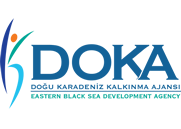 DOKA
DOĞU KARADENİZ KALKINMA AJANSI
EASTERN BLACK SEA DEVELOPMENT AGENCY